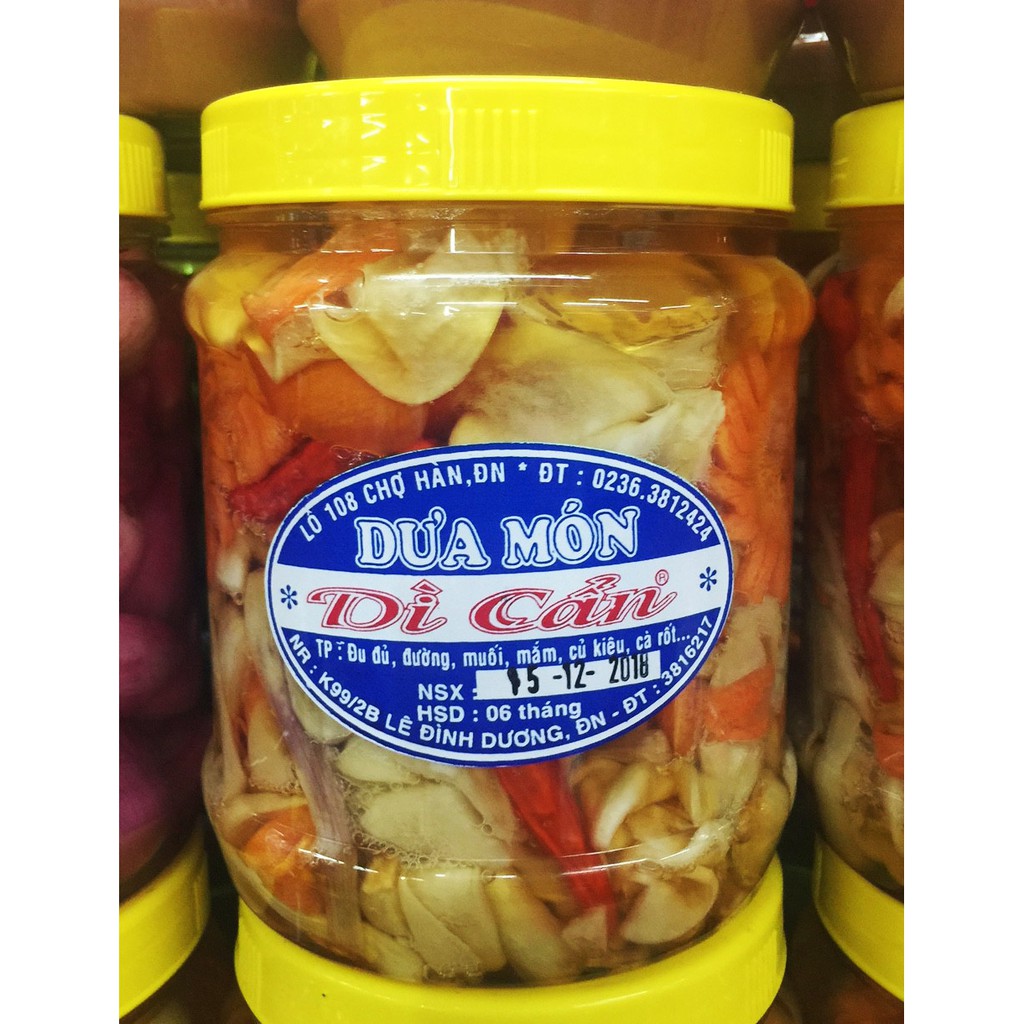 LÔ 108 CHỢ HÀN,ĐN * ĐT : 0236.3812424
DƯA MÓN
* Dì Cẩn ® *
TP : Đu đủ, đường, muối, mắm, củ kiệu, cà rốt...
NSX : 15 -12- 2018
HSD : 06 tháng
NR : K99/2B LÊ ĐÌNH DƯƠNG, ĐN - ĐT : 3816217